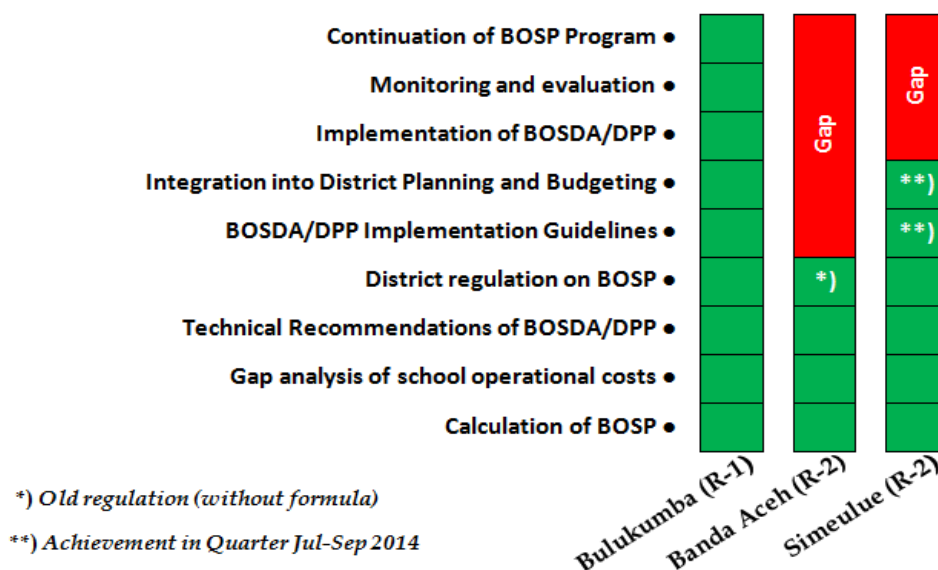 Continuation of BOSP Program ●
Monitoring and evaluation ●
Implementation of BOSDA/DPP ●
Integration into District Planning and Budgeting ●
BOSDA/DPP Implementation Guidelines ●
District regulation on BOSP ●
Technical Recommendations of BOSDA/DPP ●
Gap analysis of school operational costs ●
Calculation of BOSP ●
Gap
*)
Gap
**)
**)
Bulukumba (R-1)
Banda Aceh (R-2)
Simeulue (R-2)
*) Old regulation (without formula)
**) Achievement in Quarter Jul-Sep 2014